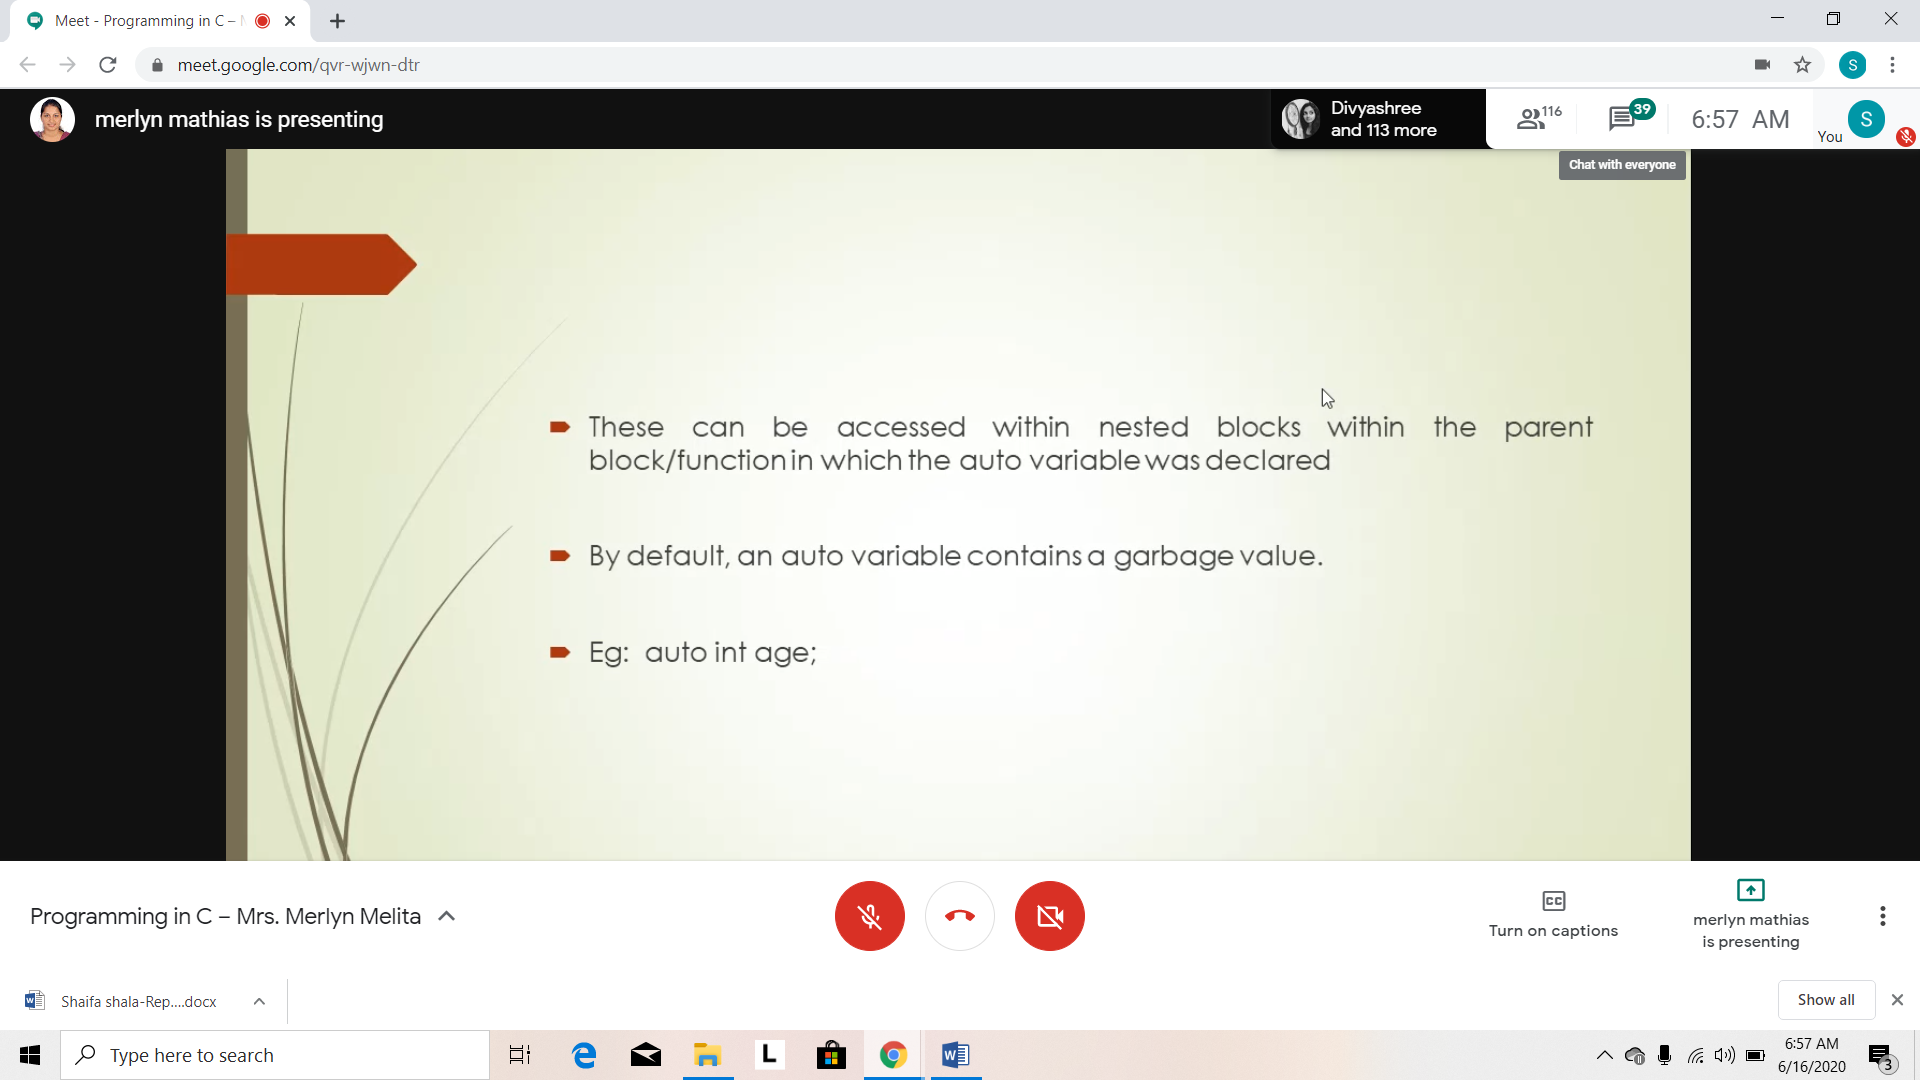 Meet - Programming in C –
meet.google.com/qvr-wjwn-dtr
S
merlyn mathias is presenting
Divyashree
and 113 more
116
39
6:57 AM
You
S
Chat with everyone
These can be accessed within nested blocks within the parent
block/function in which the auto variable was declared
By default, an auto variable contains a garbage value.
Eg: auto int age;
Programming in C – Mrs. Merlyn Melita
CC
Turn on captions
merlyn mathias
is presenting
Shaifa shala-Rep....docx
Show all
Type here to search
L
6:57 AM
6/16/2020
3